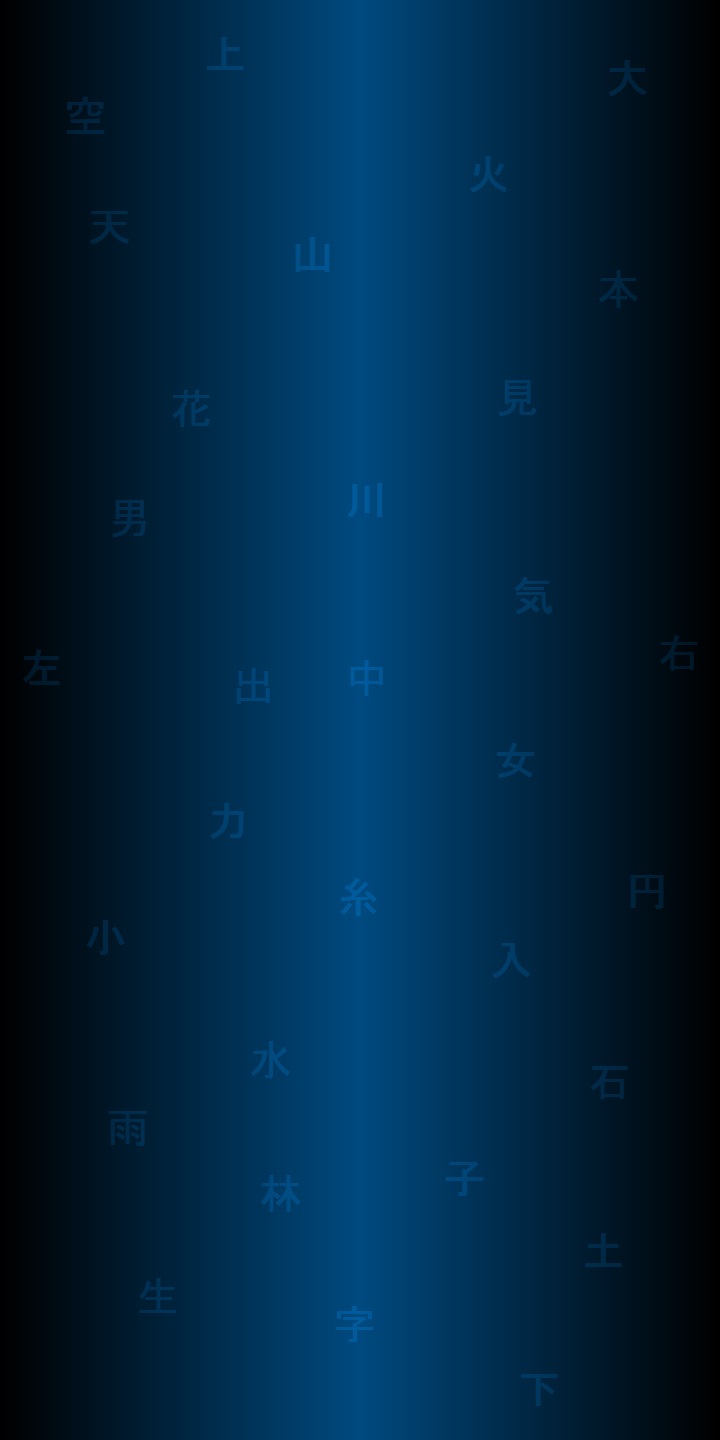 上
大
空
火
天
山
本
見
花
川
男
気
右
左
中
出
女
力
円
糸
小
入
水
石
雨
子
林
土
生
字
下